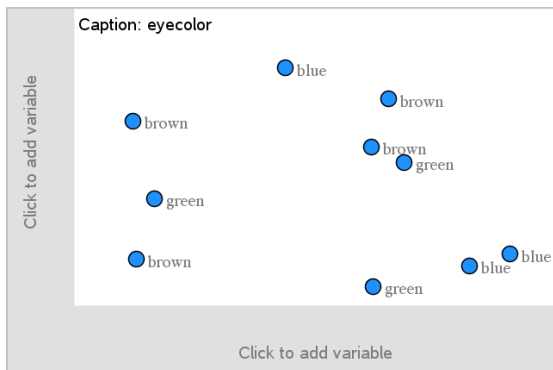 Caption: eyecolor
blue
brown
brown
brown
green
green
brown
blue
blue
green
Click to add variable
Click to add variable